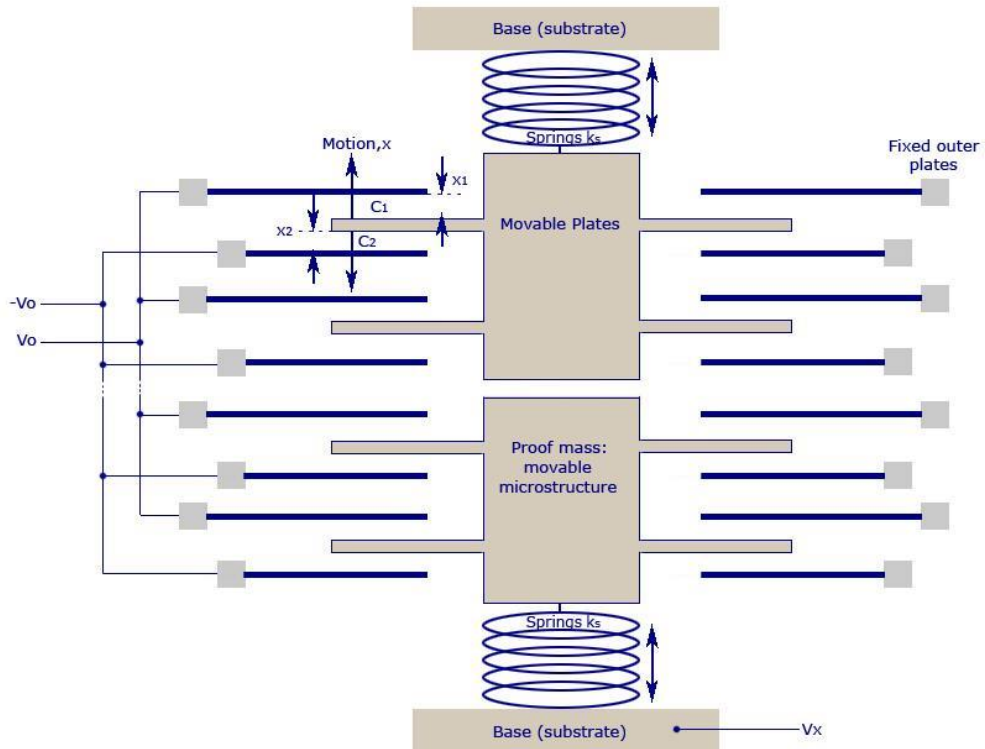 Base (substrate)
Springs ks
Motion,x
Fixed outer
plates
x1
C1
Movable Plates
x2
C2
-Vo
Vo
Proof mass:
movable
microstructure
Springs ks
Base (substrate)
Vx